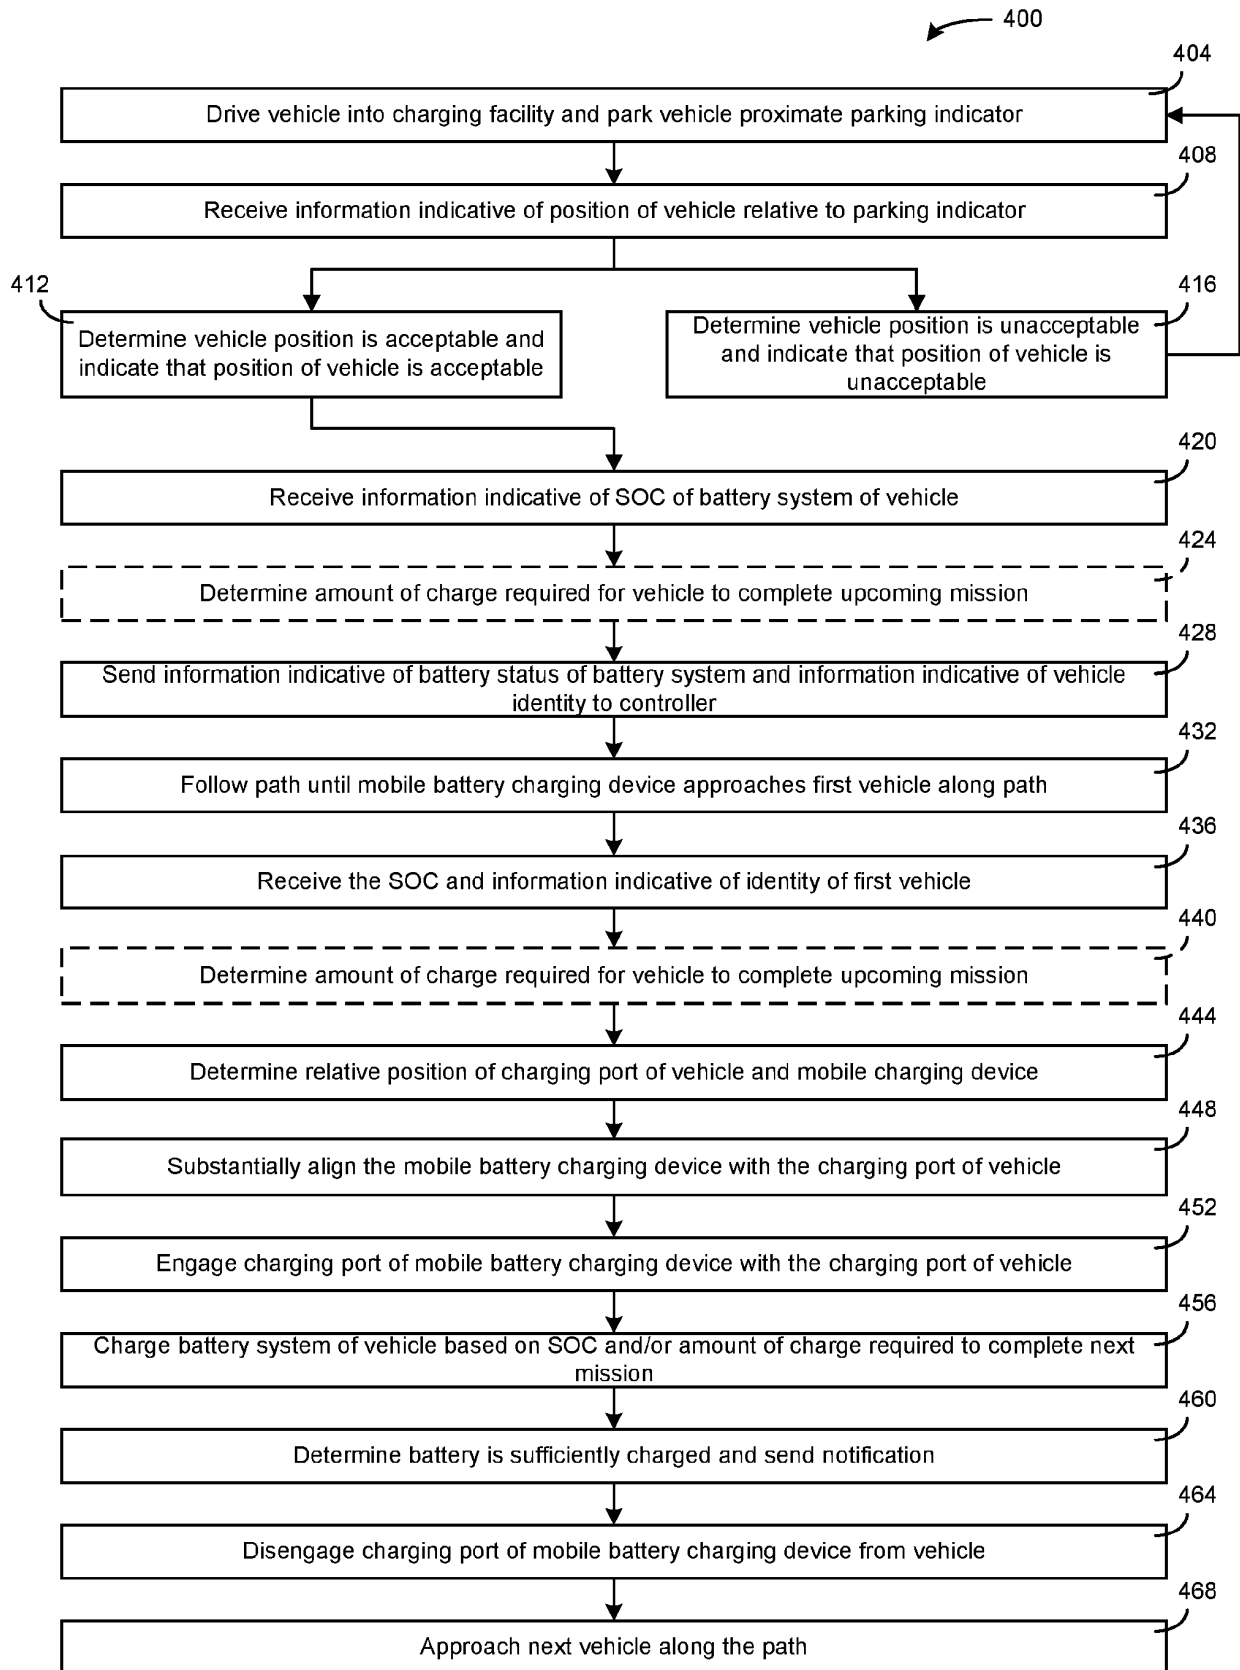 400
404
Drive vehicle into charging facility and park vehicle proximate parking indicator
408
Receive information indicative of position of vehicle relative to parking indicator
412
Determine vehicle position is acceptable and
indicate that position of vehicle is acceptable
416
Determine vehicle position is unacceptable
and indicate that position of vehicle is
unacceptable
420
Receive information indicative of SOC of battery system of vehicle
424
Determine amount of charge required for vehicle to complete upcoming mission
428
Send information indicative of battery status of battery system and information indicative of vehicle
identity to controller
432
Follow path until mobile battery charging device approaches first vehicle along path
436
Receive the SOC and information indicative of identity of first vehicle
440
Determine amount of charge required for vehicle to complete upcoming mission
444
Determine relative position of charging port of vehicle and mobile charging device
448
Substantially align the mobile battery charging device with the charging port of vehicle
452
Engage charging port of mobile battery charging device with the charging port of vehicle
456
Charge battery system of vehicle based on SOC and/or amount of charge required to complete next
mission
460
Determine battery is sufficiently charged and send notification
464
Disengage charging port of mobile battery charging device from vehicle
468
Approach next vehicle along the path